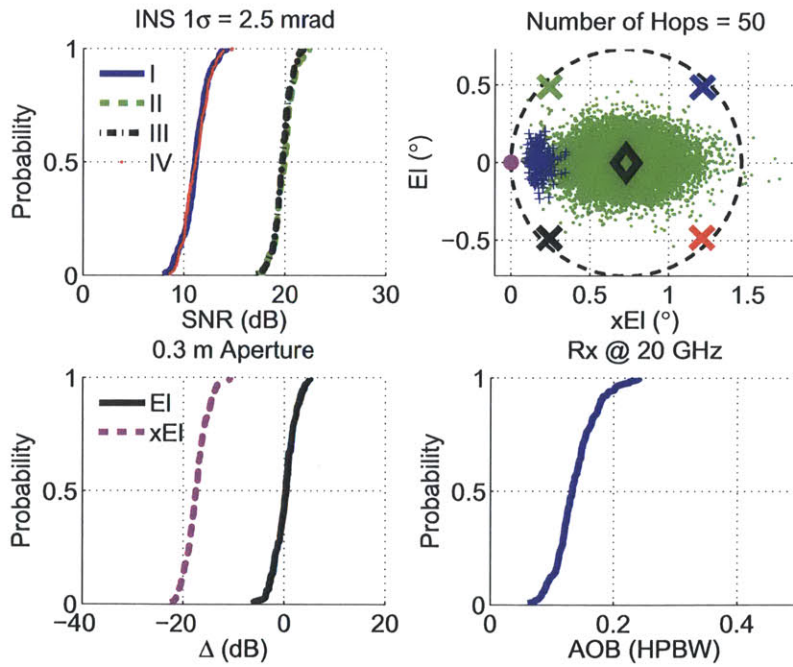 INS 1σ = 2.5 mrad
1
0.5
0
Probability
I
II
III
IV
0
10
20
30
SNR (dB)
Number of Hops = 50
0.5
0
−0.5
El (°)
0
0.5
1
1.5
xEl (°)
0.3 m Aperture
1
0.5
0
Probability
El
xEl
−40
−20
0
20
Δ (dB)
Rx @ 20 GHz
1
0.5
0
Probability
0
0.2
0.4
AOB (HPBW)